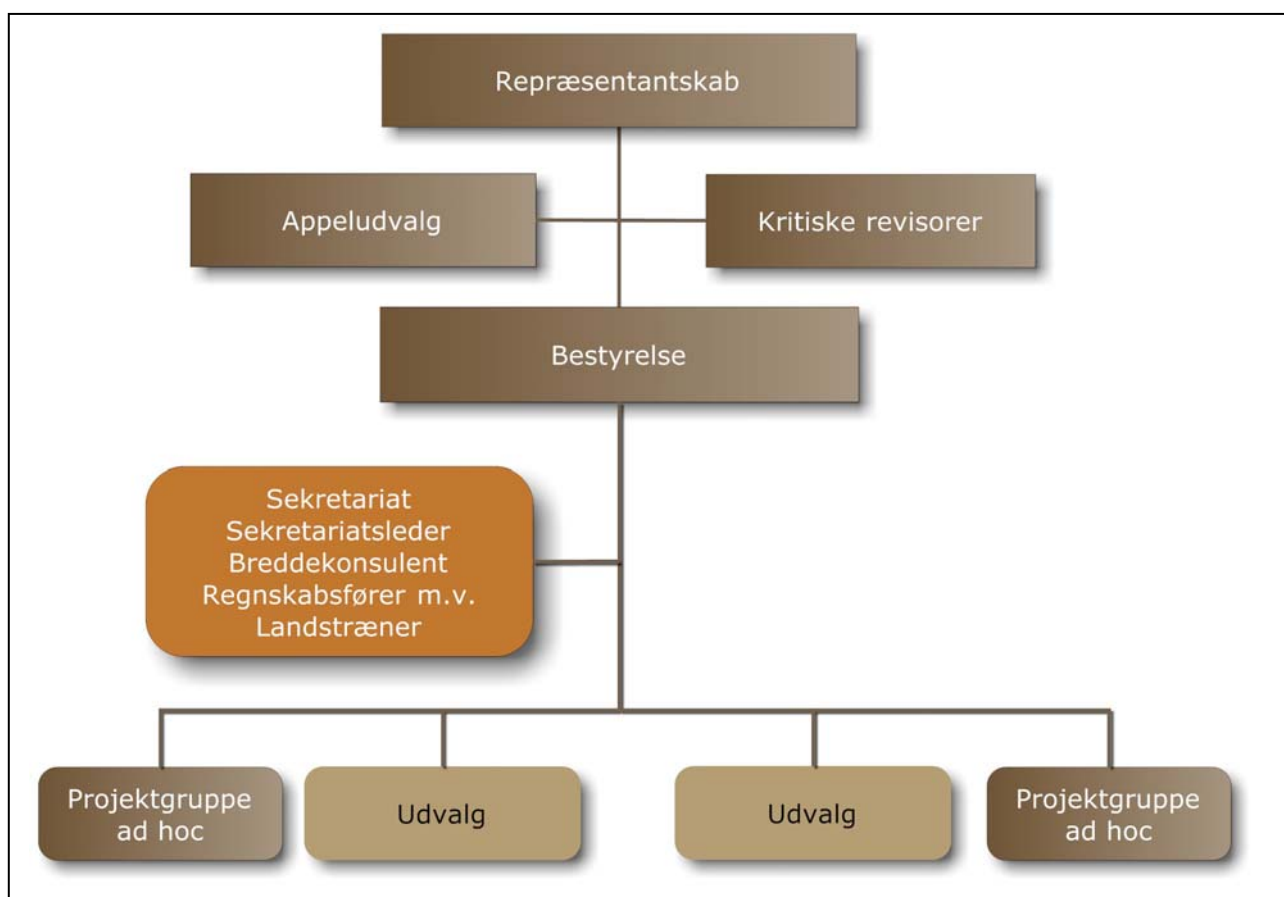 Repræsentantskab
Appeludvalg
Kritiske revisorer
Bestyrelse
Sekretariat
Sekretariatsleder
Breddekonsulent
Regnskabsfører m.v.
Landstræner
Projektgruppe
ad hoc
Udvalg
Udvalg
Projektgruppe
ad hoc